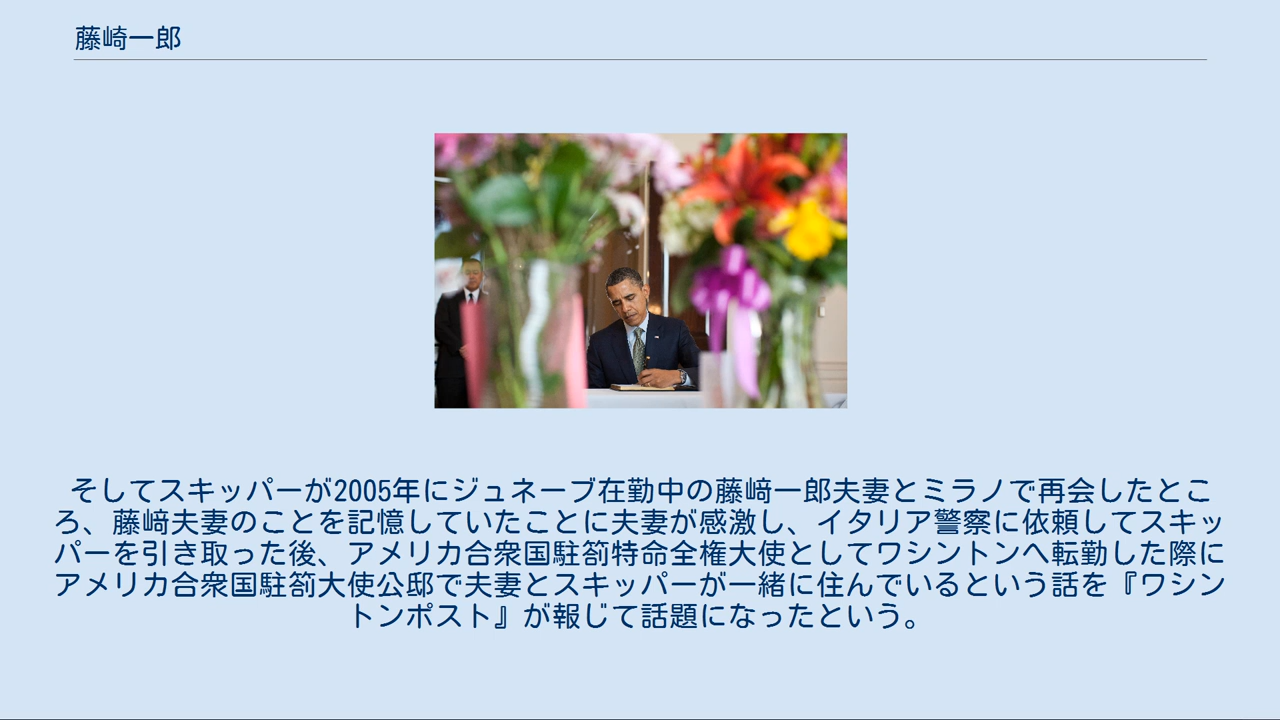 藤崎一郎
そしてスキッパーが2005年にジュネーブ在勤中の藤﨑一郎夫妻とミラノで再会したとこ
ろ、藤﨑夫妻のことを記憶していたことに夫妻が感激し、イタリア警察に依頼してスキッ
パーを引き取った後、アメリカ合衆国駐箚特命全権大使としてワシントンへ転勤した際に
アメリカ合衆国駐箚大使公邸で夫妻とスキッパーが一緒に住んでいるという話を『ワシン
トンポスト』が報じて話題になったという。